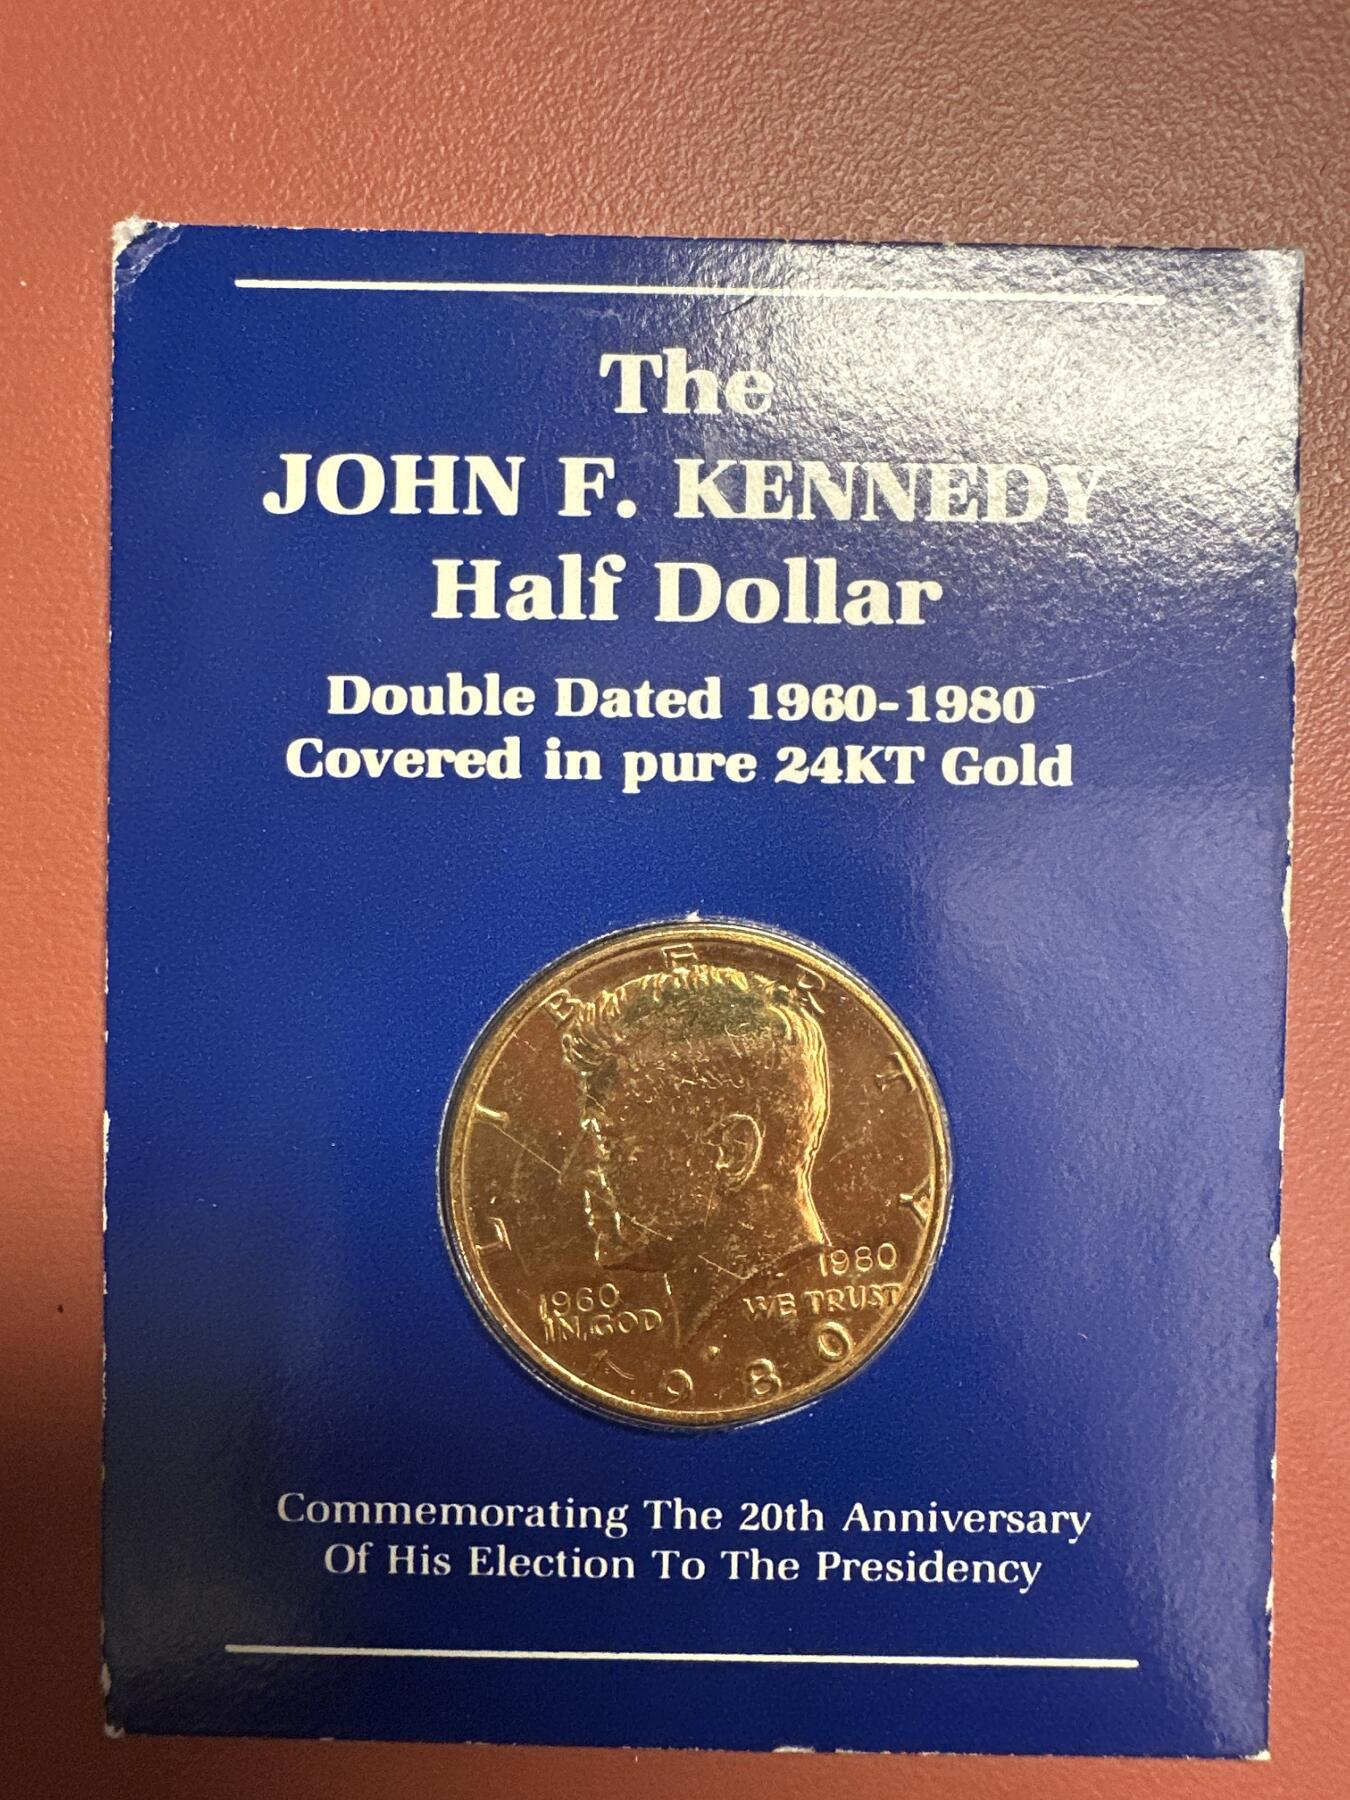 The
JOHN F. KENNEDY
Half Dollar
Double Dated 1960-1980
Covered in pure 24KT Gold
LIBERTY
1960
1980
IN GOD
WE TRUST
1980
Commemorating The 20th Anniversary
Of His Election To The Presidency